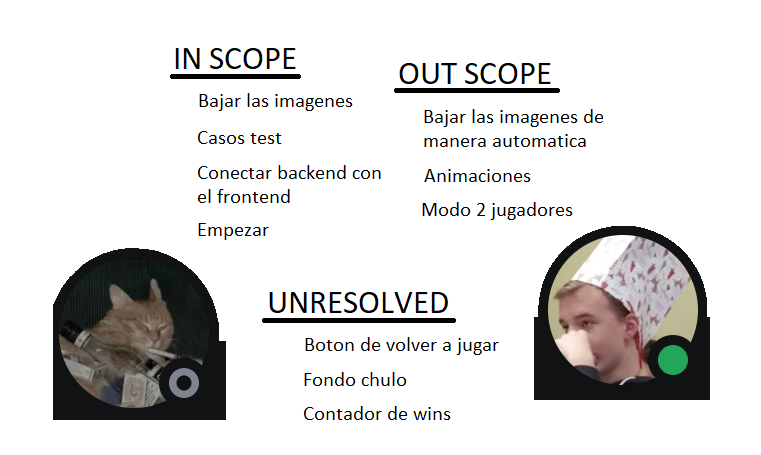 IN SCOPE
Bajar las imagenes
Casos test
Conectar backend con
el frontend
Empezar
OUT SCOPE
Bajar las imagenes de
manera automatica
Animaciones
Modo 2 jugadores
UNRESOLVED
Boton de volver a jugar
Fondo chulo
Contador de wins